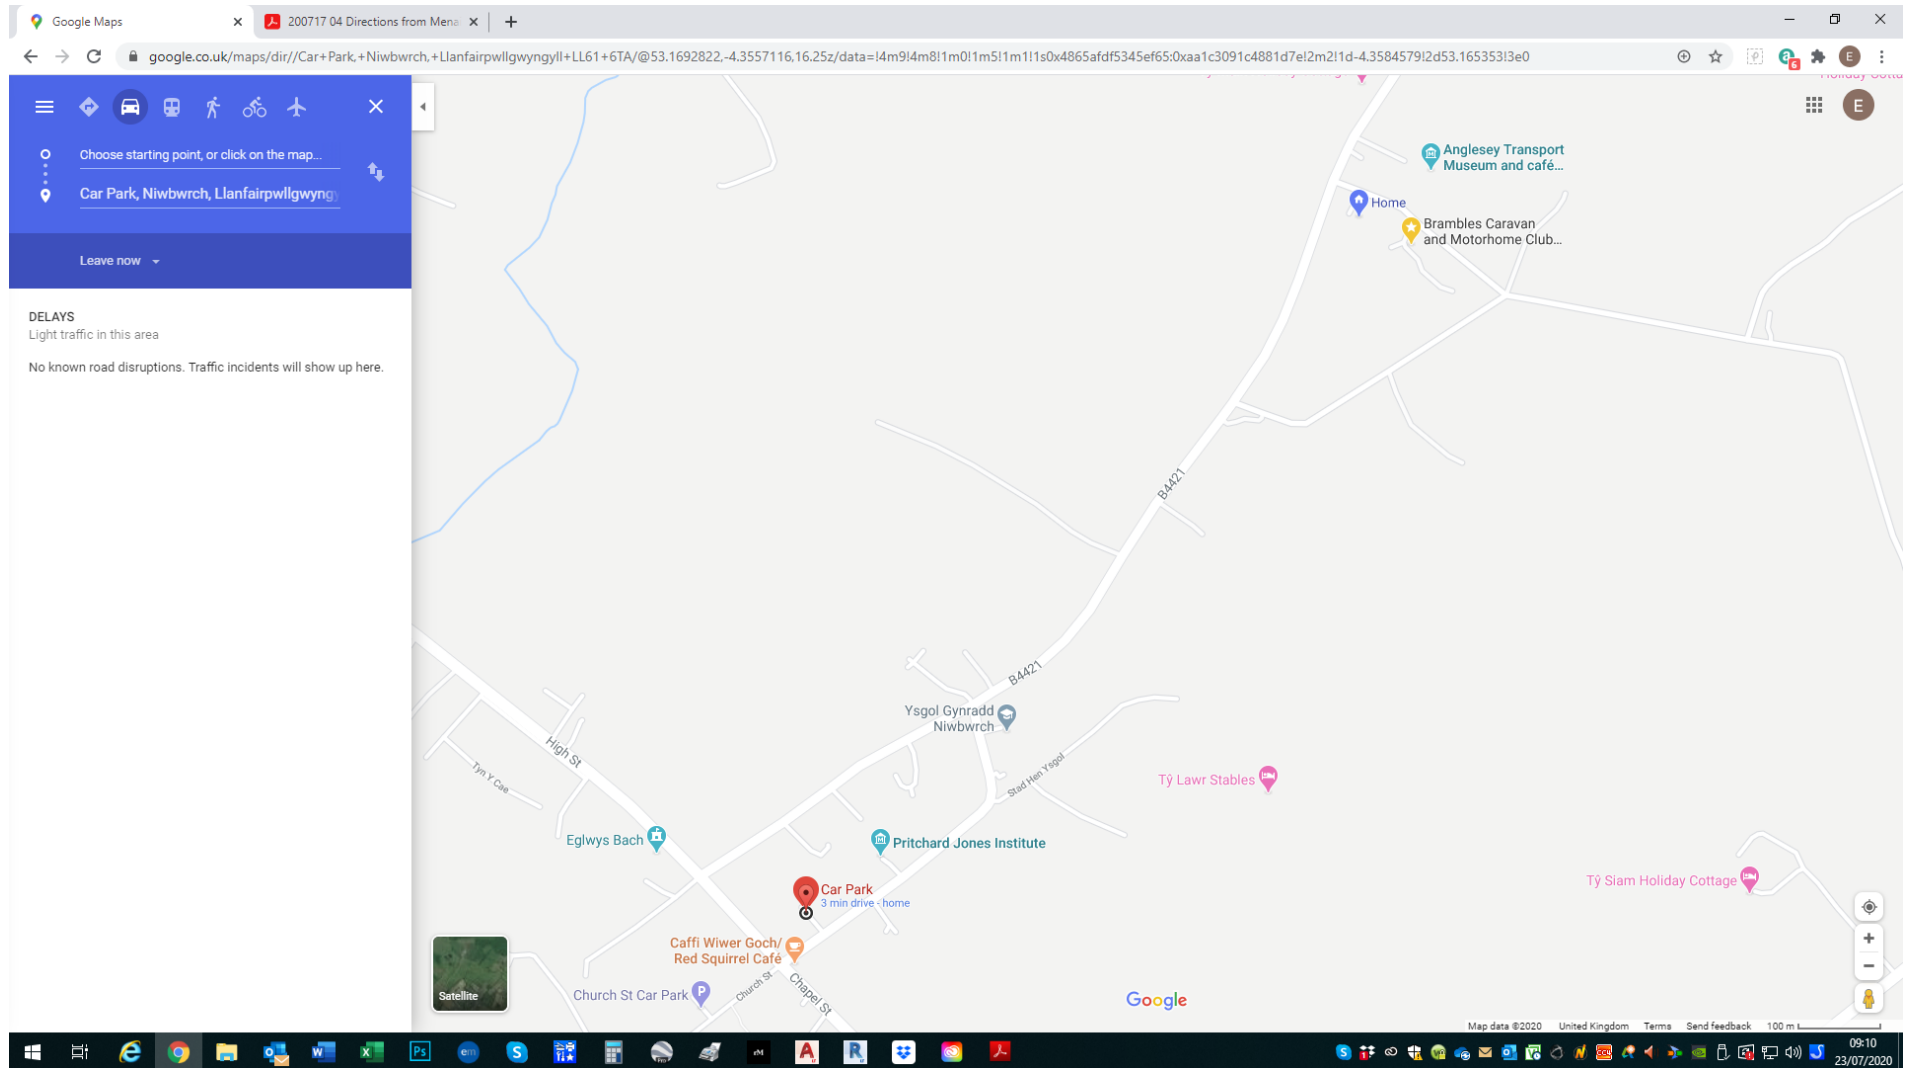 Google Maps
200717 04 Directions from Mena
google.co.uk/maps/dir//Car+Park,+Niwbwrch,+Llanfairpwllgwyngyll+LL61+6TA/@53.1692822,-4.3557116,16.25z/data=!4m9!4m8!1m0!1m5!1m1!1s0x4865afdf5345ef65:0xaa1c3091c4881d7e!2m2!1d-4.3584579!2d53.165353!3e0
E
Choose starting point, or click on the map...
Car Park, Niwbwrch, Llanfairpwllgwyng
Leave now
DELAYS
Light traffic in this area
No known road disruptions. Traffic incidents will show up here.
E
Anglesey Transport
Museum and café...
Home
Brambles Caravan
and Motorhome Club...
B4421
B4421
Ysgol Gynradd
Niwbwrch
High St
Tyn Y Cae
Stad Hen Ysgol
Tŷ Lawr Stables
Eglwys Bach
Pritchard Jones Institute
Car Park
3 min drive - home
Tŷ Siam Holiday Cottage
Caffi Wiwer Goch/
Red Squirrel Café
Church St Car Park
Church St
Chapel St
Satellite
Google
Map data ©2020 United Kingdom Terms Send feedback 100 m
09:10
23/07/2020